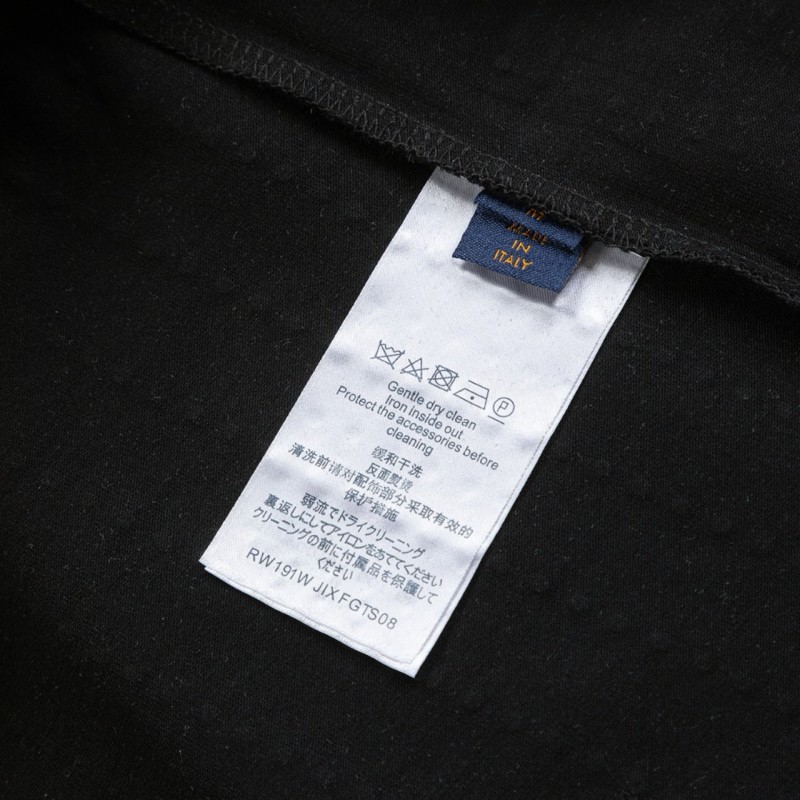 M
MADE
IN
ITALY
P
Gentle dry clean
Iron inside out
Protect the accessories before
cleaning
缓和干洗
反面熨烫
清洗前请对配饰部分采取有效的
保护措施
弱流でドライクリーニング
裏返しにしてアイロンをあててください
クリーニングの前に付属品を保護して
ください
RW191W JIX FGTS08